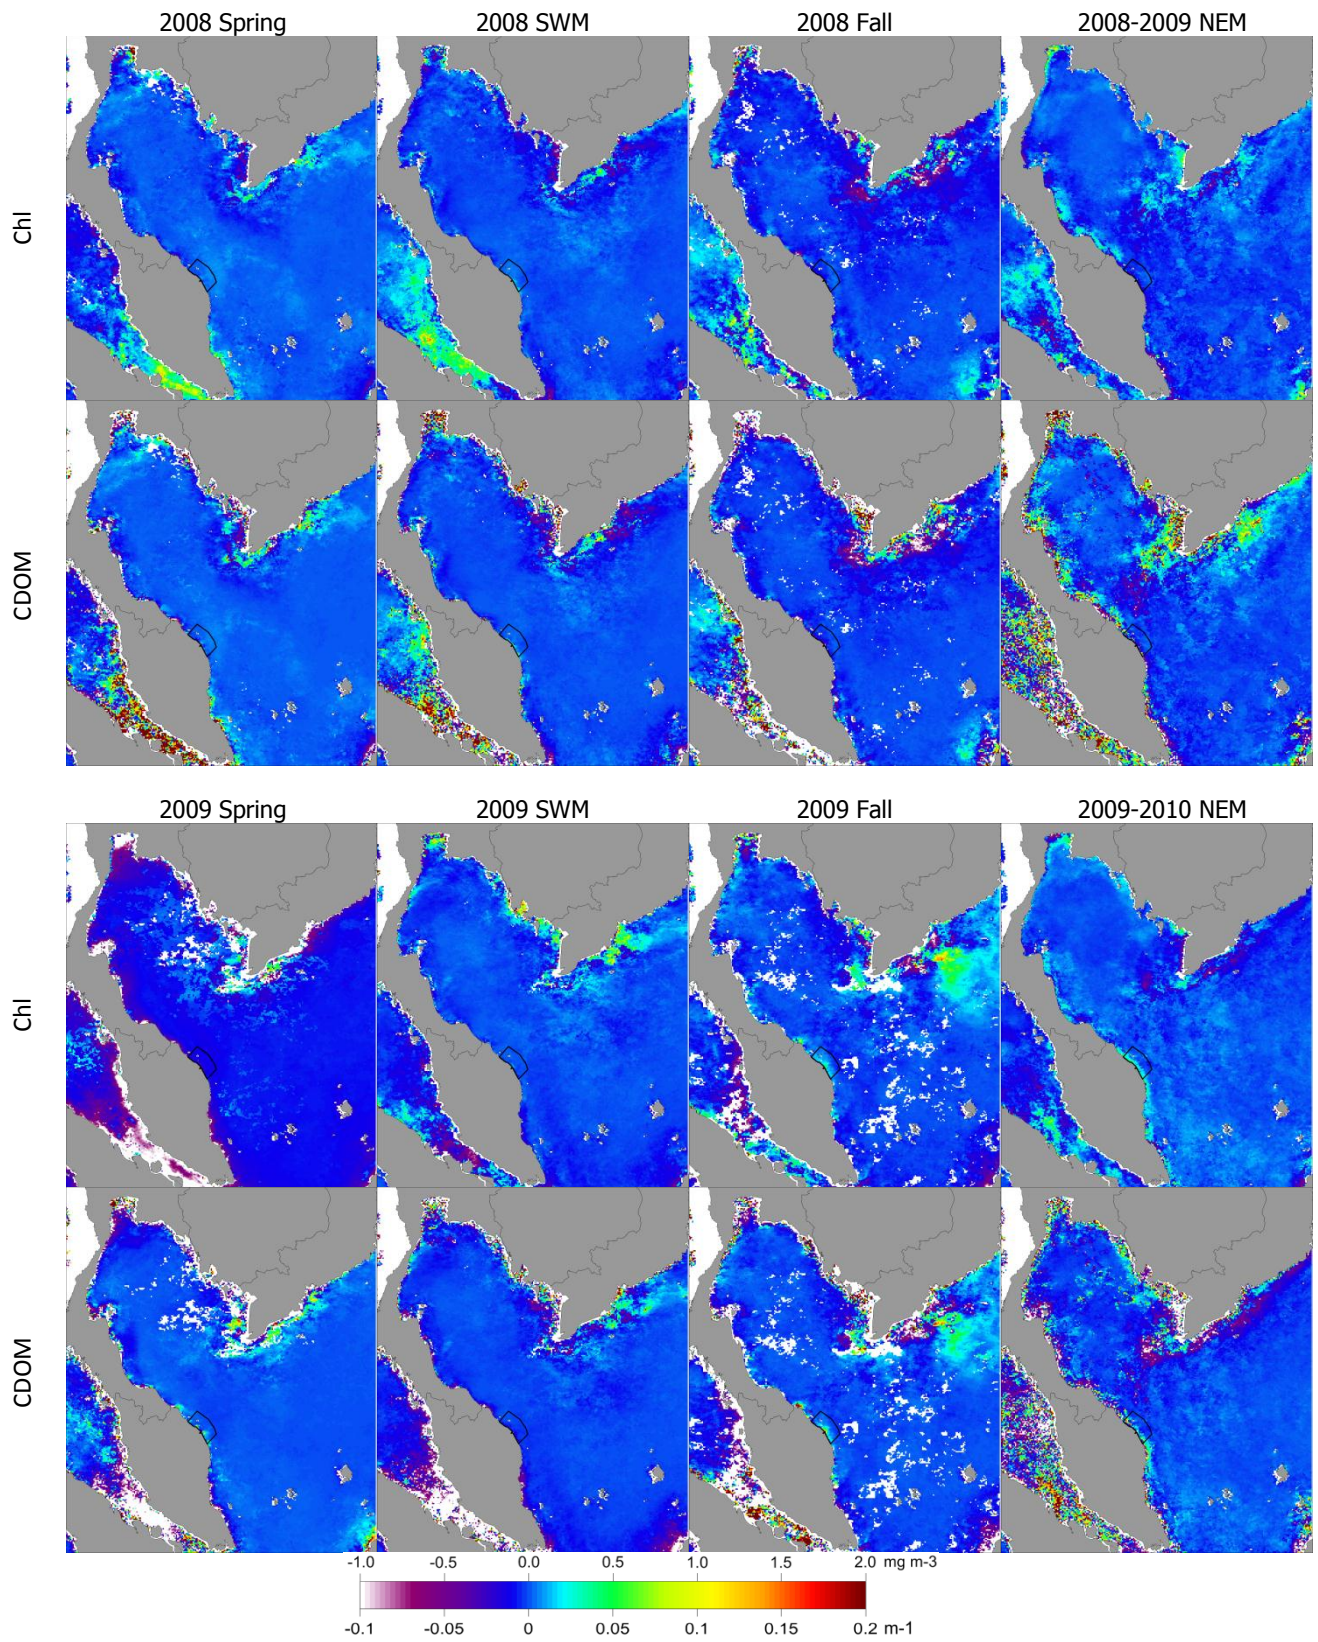 2008 Spring 2008 SWM 2008 Fall 2008-2009 NEM
Chl
CDOM
2009 Spring 2009 SWM 2009 Fall 2009-2010 NEM
Chl
CDOM
-1.0 -0.5 0.0 0.5 1.0 1.5 2.0 mg m-3
-0.1 -0.05 0 0.05 0.1 0.15 0.2 m-1